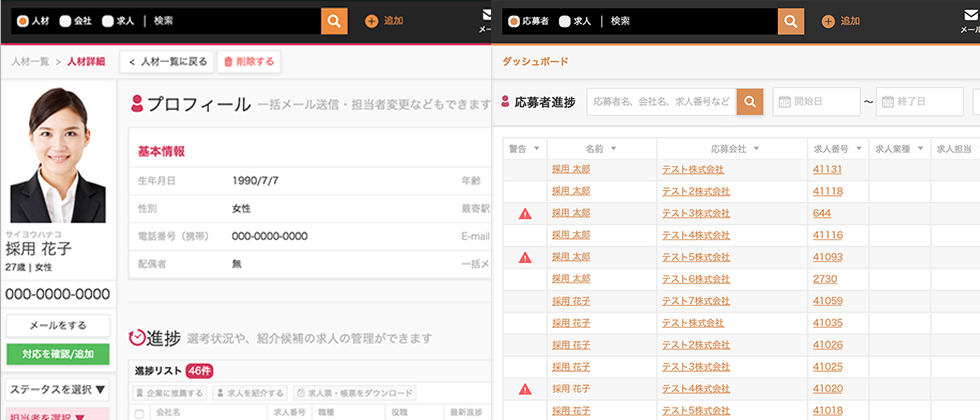 人材 会社 求人 | 検索
追加
メー
人材一覧 > 人材詳細
< 人材一覧に戻る
削除する
サイヨウハナコ
採用 花子
27歳 | 女性
000-0000-0000
メールをする
対応を確認/追加
ステータスを選択 ▼
担当者を選択 ▼
プロフィール 一括メール送信・担当者変更などもできます
基本情報
生年月日 1990/7/7 年齢
性別 女性 最寄駅
電話番号（携帯） 000-0000-0000 E-mail
配偶者 無 一括メ
進捗 選考状況や、紹介候補の求人の管理ができます
進捗リスト 46件
企業に推薦する 求人を紹介する 求人票・帳票をダウンロード
会社名 求人番号 職種 役職 最新進捗
応募者 求人 | 検索
追加
メール
ダッシュボード
応募者進捗 応募者名、会社名、求人番号など 開始日 〜 終了日
警告 名前 応募会社 求人番号 求人業種 求人担当
採用 太郎 テスト株式会社 41131
採用 太郎 テスト2株式会社 41118
採用 太郎 テスト3株式会社 644
採用 太郎 テスト4株式会社 41116
採用 太郎 テスト5株式会社 41093
採用 太郎 テスト6株式会社 2730
採用 花子 テスト7株式会社 41059
採用 花子 テスト株式会社 41035
採用 花子 テスト2株式会社 41026
採用 花子 テスト3株式会社 41025
採用 花子 テスト4株式会社 41020
採用 花子 テスト5株式会社 41018